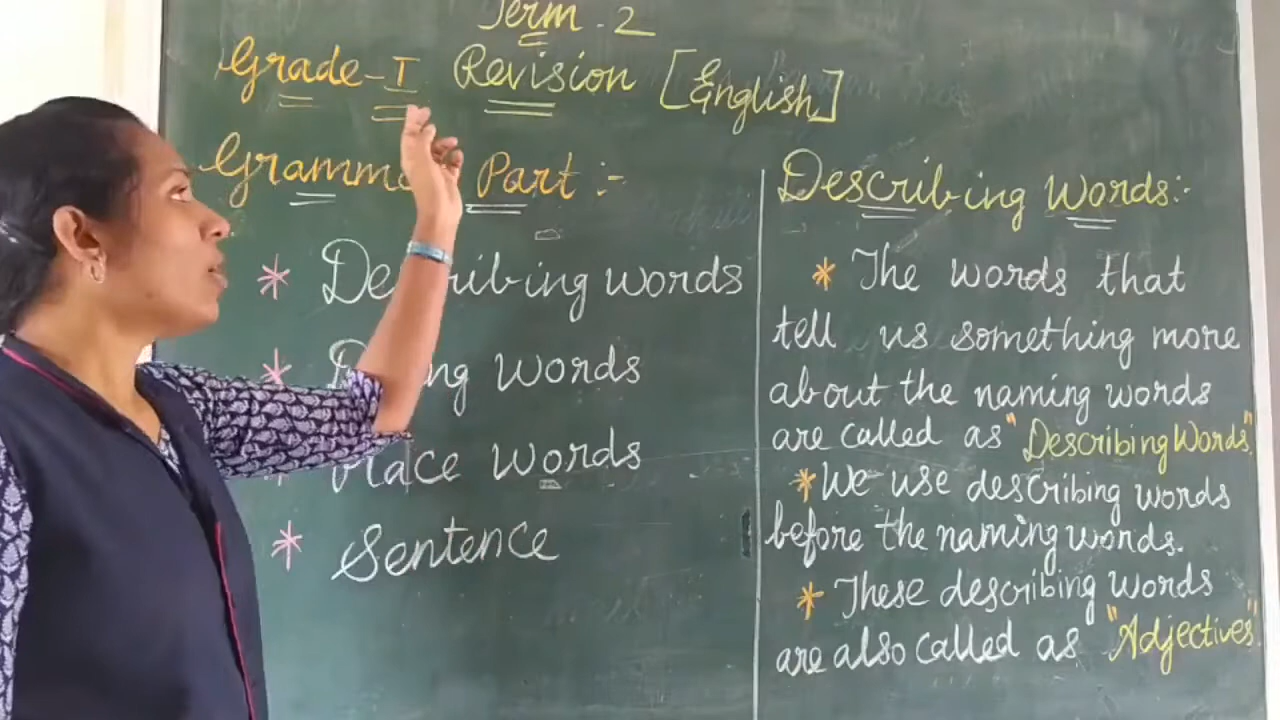 Term - 2
Grade - I Revision [English]
Part :-
* Describing words
* words
* Place words
* Sentence
Describing Words:
* The words that
tell us something more
about the naming words
are called as "Describing Words".
* We use describing words
before the naming words.
* These describing words
are also called as "Adjectives".